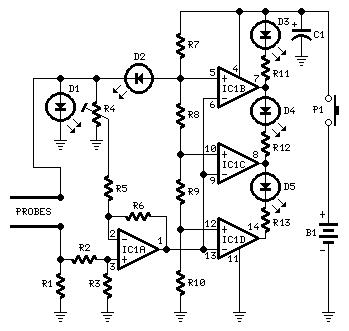 D3
+
C1
R7
D2
4
D1
5
+
7
R11
6
-
IC1B
R4
D4
P1
R8
R12
10
+
8
9
-
IC1C
D5
R5
R9
R6
R13
PROBES
12
+
14
2
-
1
13
-
IC1D
+
B1
R2
IC1A
11
3
+
R1
R3
R10